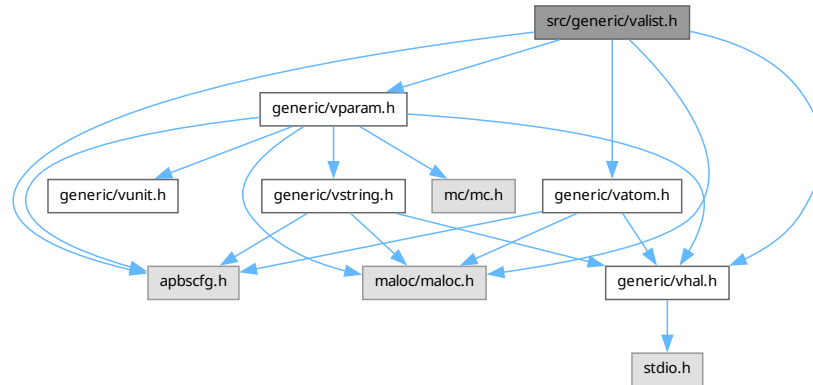 src/generic/valist.h
generic/vparam.h
generic/vunit.h
generic/vstring.h
mc/mc.h
generic/vatom.h
apbscfg.h
maloc/maloc.h
generic/vhal.h
stdio.h